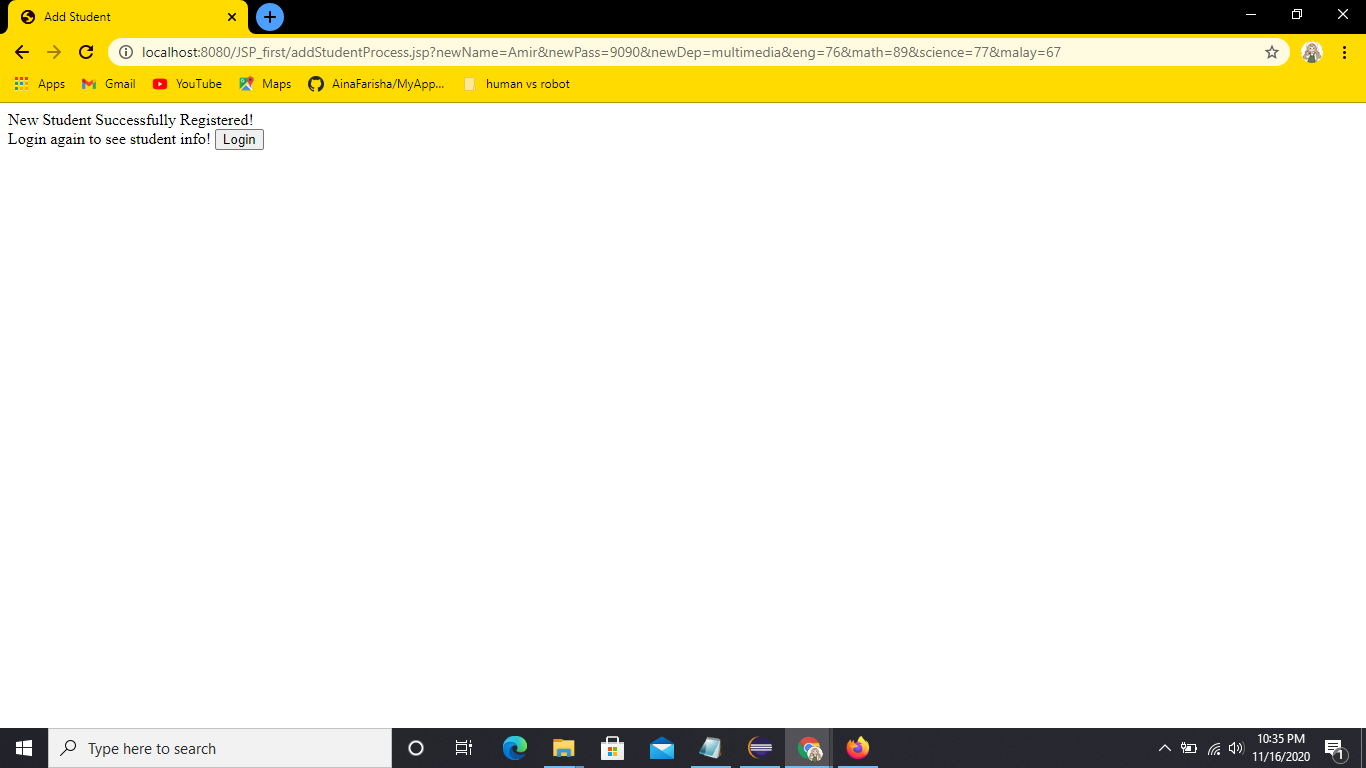 Add Student
localhost:8080/JSP_first/addStudentProcess.jsp?newName=Amir&newPass=9090&newDep=multimedia&eng=76&math=89&science=77&malay=67
Apps Gmail YouTube Maps AinaFarisha/MyApp... human vs robot
New Student Successfully Registered!
Login again to see student info! Login
Type here to search
10:35 PM
11/16/2020
1